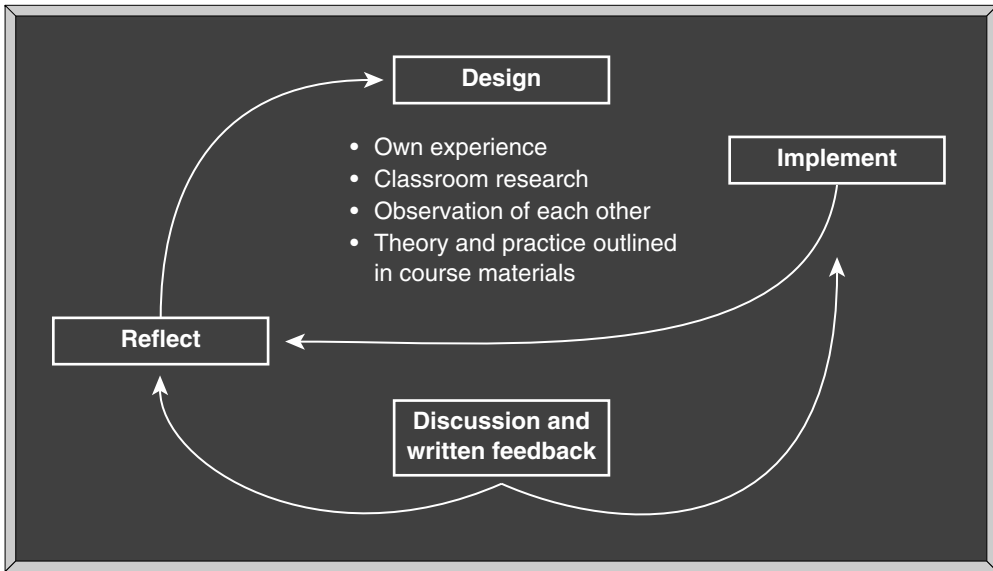 Design
• Own experience
• Classroom research
• Observation of each other
• Theory and practice outlined
in course materials
Implement
Reflect
Discussion and
written feedback